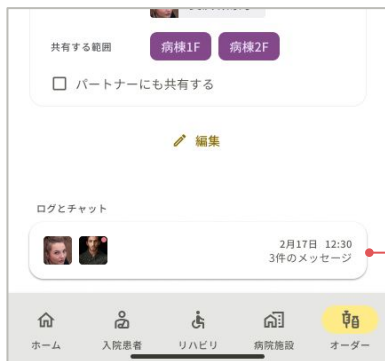 共有する範囲
病棟1F 病棟2F
パートナーにも共有する
編集
ログとチャット
2月17日 12:30
3件のメッセージ
ホーム 入院患者 リハビリ 病院施設 オーダー